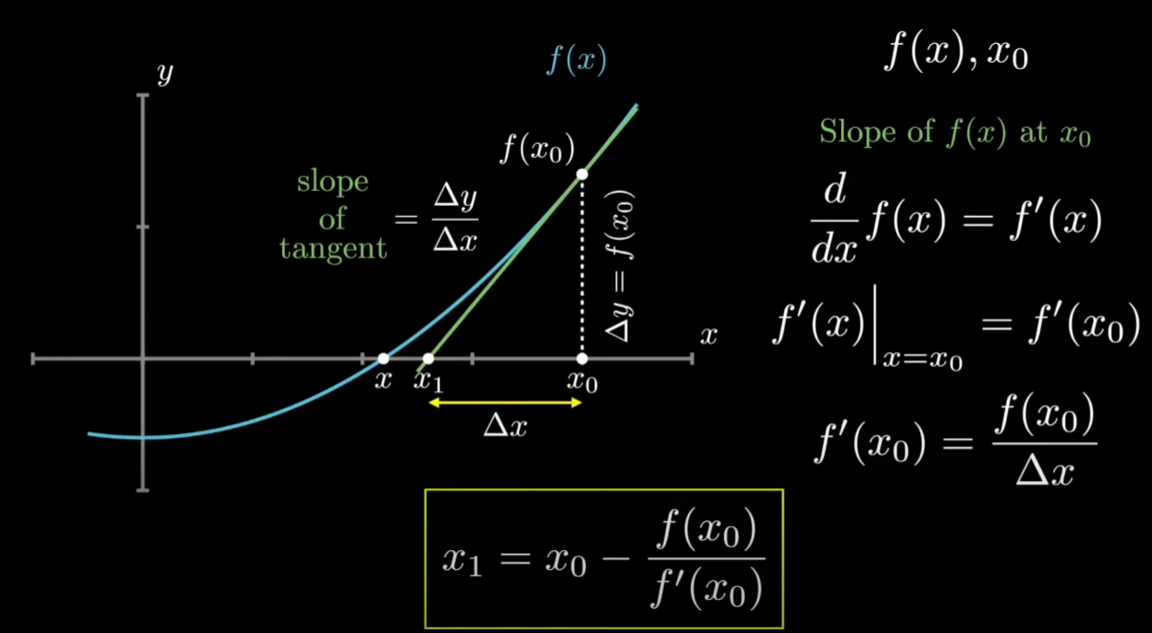 f(x)
y
f(x₀)
slope
of
tangent
= Δy/Δx
Δy = f(x₀)
x
x
x₁
x₀
Δx
f(x), x₀
Slope of f(x) at x₀
d/dx f(x) = f′(x)
f′(x)|ₓ₌ₓ₀ = f′(x₀)
f′(x₀) = f(x₀)/Δx
x₁ = x₀ − f(x₀)/f′(x₀)